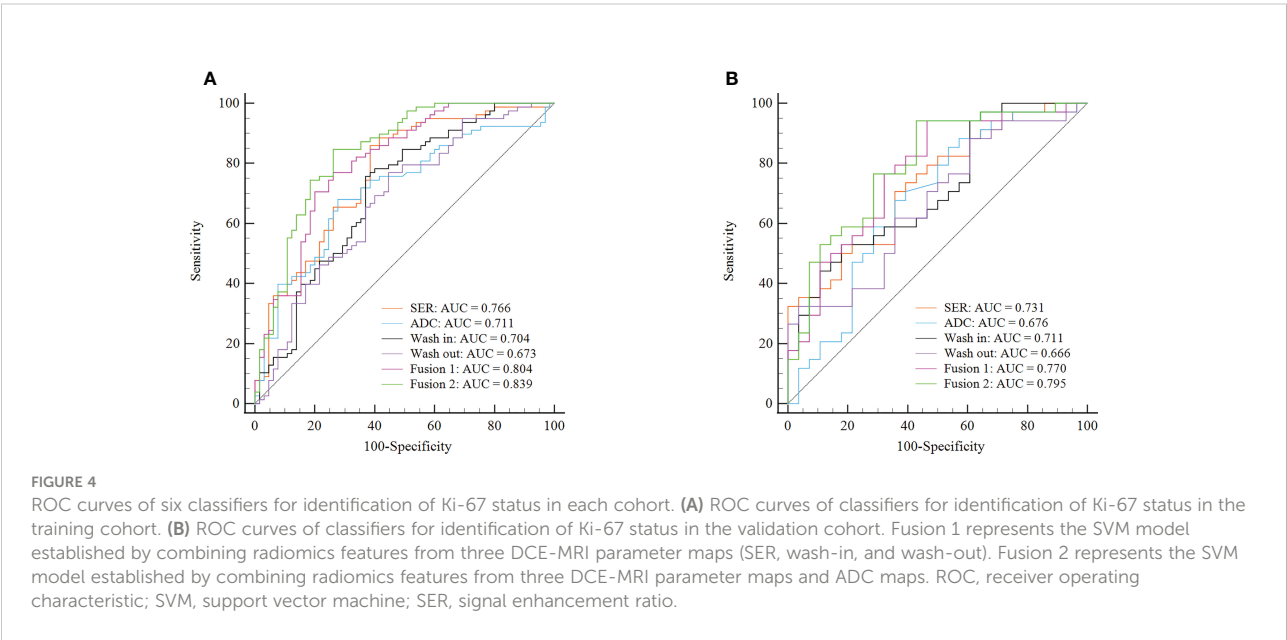 A
B
100
80
60
40
20
0
Sensitivity
SER: AUC = 0.766
ADC: AUC = 0.711
Wash in: AUC = 0.704
Wash out: AUC = 0.673
Fusion 1: AUC = 0.804
Fusion 2: AUC = 0.839
0 20 40 60 80 100
100-Specificity
100
80
60
40
20
0
Sensitivity
SER: AUC = 0.731
ADC: AUC = 0.676
Wash in: AUC = 0.711
Wash out: AUC = 0.666
Fusion 1: AUC = 0.770
Fusion 2: AUC = 0.795
0 20 40 60 80 100
100-Specificity
FIGURE 4
ROC curves of six classifiers for identification of Ki-67 status in each cohort. (A) ROC curves of classifiers for identification of Ki-67 status in the
training cohort. (B) ROC curves of classifiers for identification of Ki-67 status in the validation cohort. Fusion 1 represents the SVM model
established by combining radiomics features from three DCE-MRI parameter maps (SER, wash-in, and wash-out). Fusion 2 represents the SVM
model established by combining radiomics features from three DCE-MRI parameter maps and ADC maps. ROC, receiver operating
characteristic; SVM, support vector machine; SER, signal enhancement ratio.